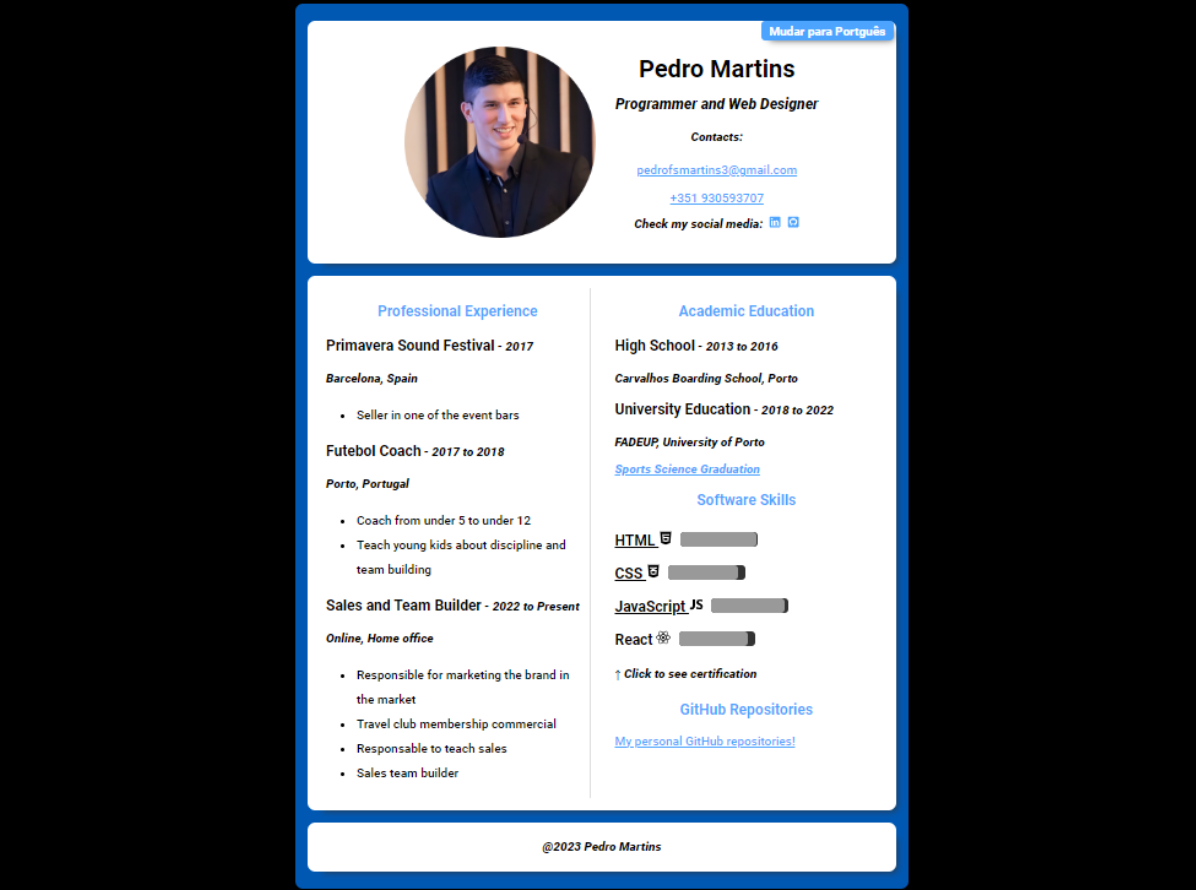 Mudar para Portguês
Pedro Martins
Programmer and Web Designer
Contacts:
pedrofsmartins3@gmail.com
+351 930593707
Check my social media: in
Professional Experience
Primavera Sound Festival - 2017
Barcelona, Spain
• Seller in one of the event bars
Futebol Coach - 2017 to 2018
Porto, Portugal
• Coach from under 5 to under 12
• Teach young kids about discipline and
team building
Sales and Team Builder - 2022 to Present
Online, Home office
• Responsible for marketing the brand in
the market
• Travel club membership commercial
• Responsable to teach sales
• Sales team builder
Academic Education
High School - 2013 to 2016
Carvalhos Boarding School, Porto
University Education - 2018 to 2022
FADEUP, University of Porto
Sports Science Graduation
Software Skills
HTML 5
CSS 3
JavaScript JS
React
↑ Click to see certification
GitHub Repositories
My personal GitHub repositories!
@2023 Pedro Martins